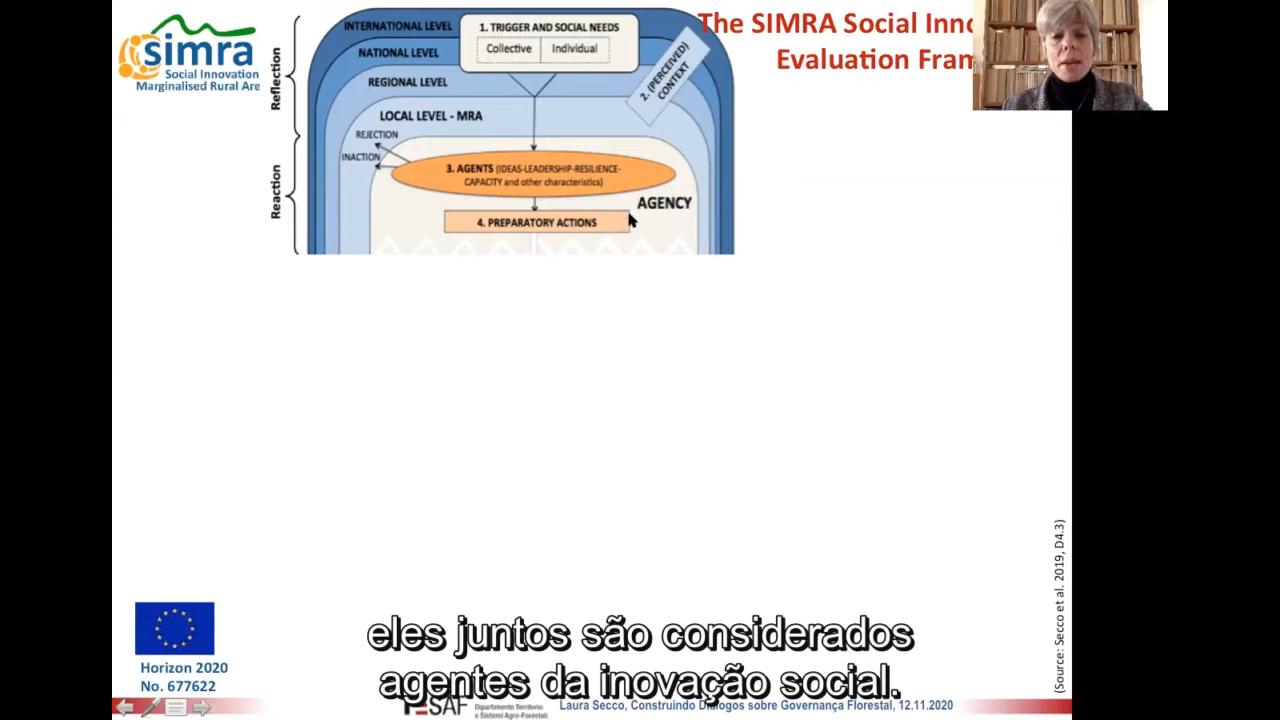 The SIMRA Social Inno
Evaluation Fram
simra
Social Innovation
Marginalised Rural Are
Reflection
Reaction
INTERNATIONAL LEVEL
NATIONAL LEVEL
REGIONAL LEVEL
LOCAL LEVEL - MRA
1. TRIGGER AND SOCIAL NEEDS
Collective Individual
2. (PERCEIVED)
CONTEXT
REJECTION
INACTION
3. AGENTS (IDEAS-LEADERSHIP-RESILIENCE-
CAPACITY and other characteristics)
AGENCY
4. PREPARATORY ACTIONS
(Source: Secco et al. 2019, D4.3)
eles juntos são considerados
agentes da inovação social.
Horizon 2020
No. 677622
Dipartimento Territorio
e Sistemi Agro-Forestali
Laura Secco, Construindo Diálogos sobre Governança Florestal, 12.11.2020